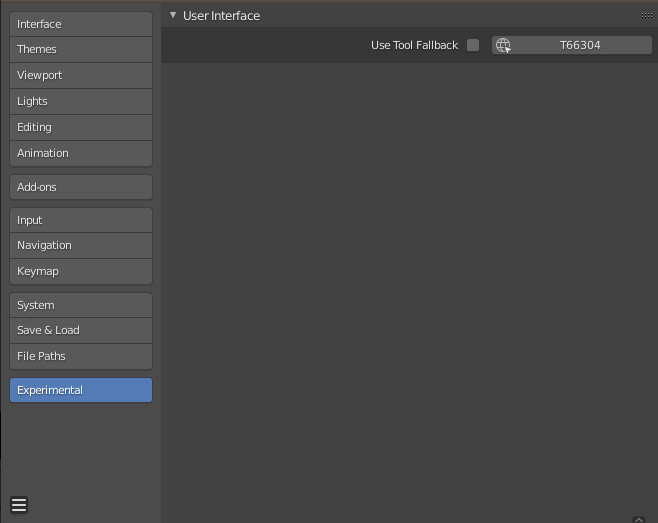 Interface
Themes
Viewport
Lights
Editing
Animation
Add-ons
Input
Navigation
Keymap
System
Save & Load
File Paths
Experimental
User Interface
Use Tool Fallback
T66304